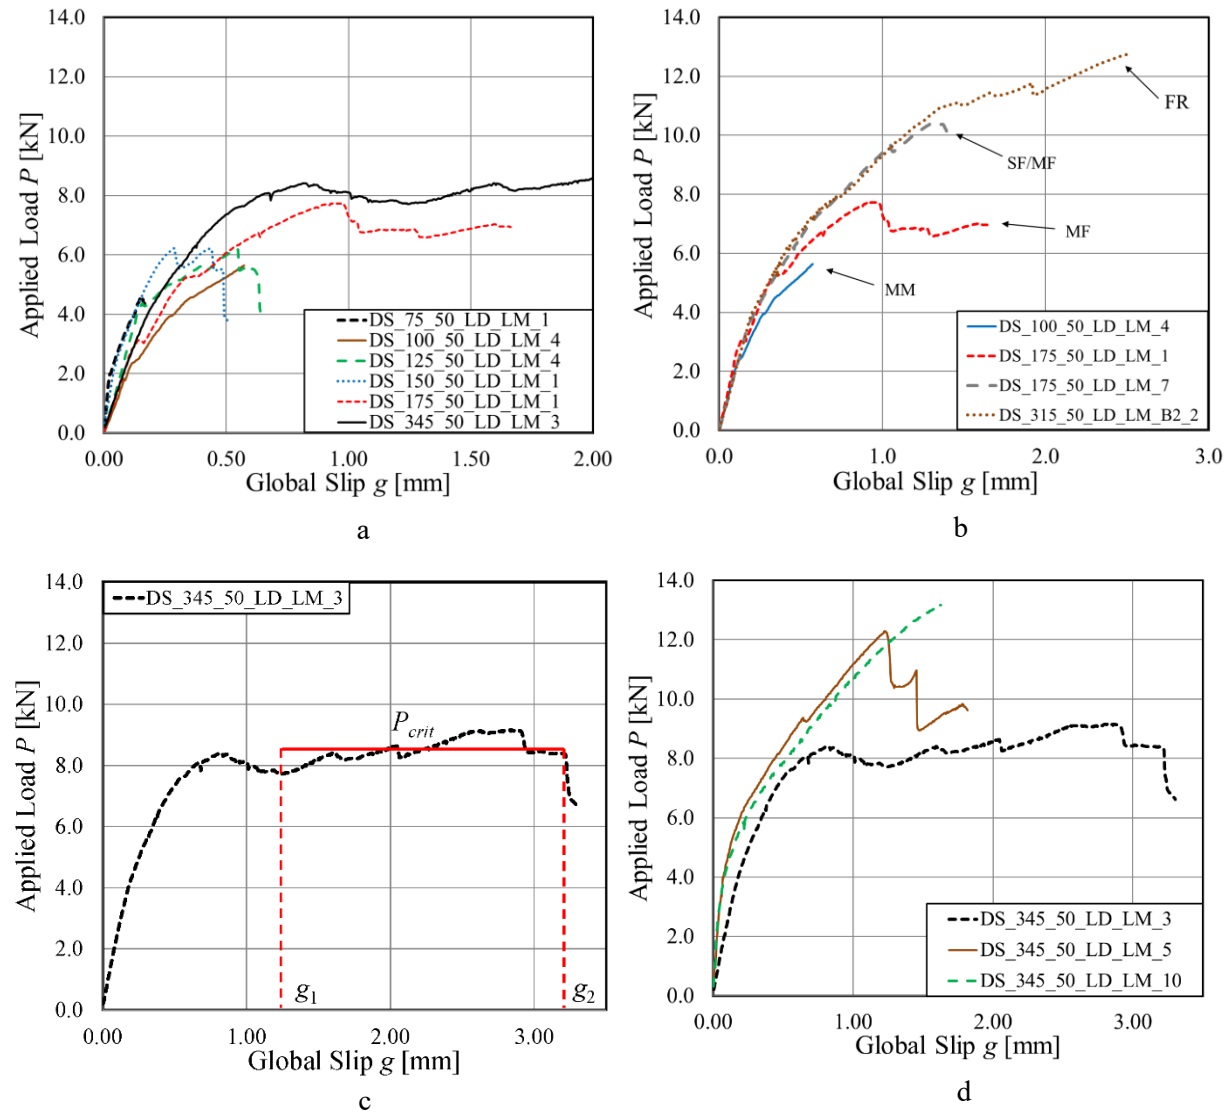 14.0
12.0
10.0
8.0
6.0
4.0
2.0
0.0
Applied Load P [kN]
DS_75_50_LD_LM_1
DS_100_50_LD_LM_4
DS_125_50_LD_LM_4
DS_150_50_LD_LM_1
DS_175_50_LD_LM_1
DS_345_50_LD_LM_3
0.00 0.50 1.00 1.50 2.00
Global Slip g [mm]
a
14.0
12.0
10.0
8.0
6.0
4.0
2.0
0.0
Applied Load P [kN]
FR
SF/MF
MF
MM
DS_100_50_LD_LM_4
DS_175_50_LD_LM_1
DS_175_50_LD_LM_7
DS_315_50_LD_LM_B2_2
0.0 1.0 2.0 3.0
Global Slip g [mm]
b
14.0
12.0
10.0
8.0
6.0
4.0
2.0
0.0
Applied Load P [kN]
DS_345_50_LD_LM_3
Pcrit
g1 g2
0.00 1.00 2.00 3.00
Global Slip g [mm]
c
14.0
12.0
10.0
8.0
6.0
4.0
2.0
0.0
Applied Load P [kN]
DS_345_50_LD_LM_3
DS_345_50_LD_LM_5
DS_345_50_LD_LM_10
0.00 1.00 2.00 3.00
Global Slip g [mm]
d